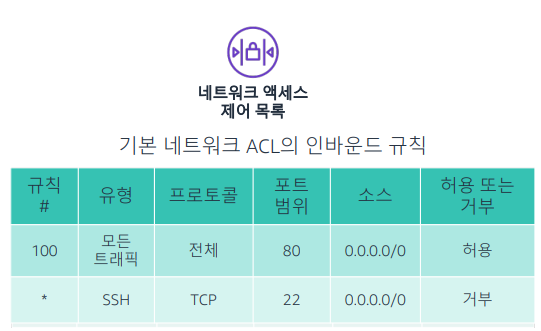 네트워크 액세스
제어 목록
기본 네트워크 ACL의 인바운드 규칙
규칙 # 유형 프로토콜 포트 범위 소스 허용 또는 거부
100 모든 트래픽 전체 80 0.0.0.0/0 허용
* SSH TCP 22 0.0.0.0/0 거부